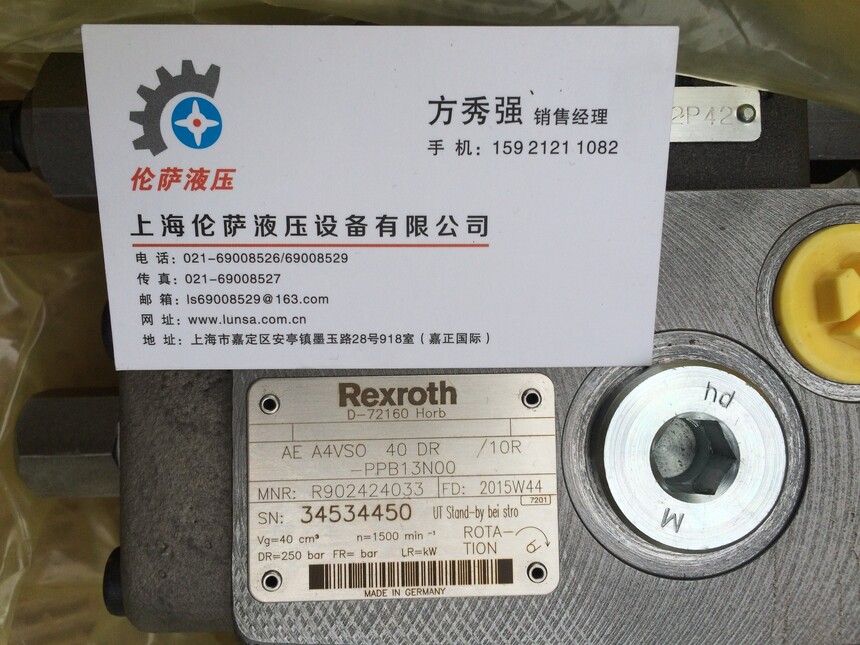 方秀强 销售经理
手 机: 159 2121 1082
2P42
伦萨液压
上海伦萨液压设备有限公司
电 话: 021-69008526/69008529
传 真: 021-69008527
邮 箱: ls69008529@163.com
网 址: www.lunsa.com.cn
地 址: 上海市嘉定区安亭镇墨玉路28号918室(嘉正国际)
Rexroth
D-72160 Horb
AE A4VSO 40 DR /10R
-PPB13N00
MNR: R902424033 FD: 2015W44
7201
SN: 34534450 UT Stand-by bei stro
Vg=40 cm³ n=1500 min⁻¹ ROTA-
TION
DR=250 bar FR= bar LR=kW
MADE IN GERMANY
hd
M